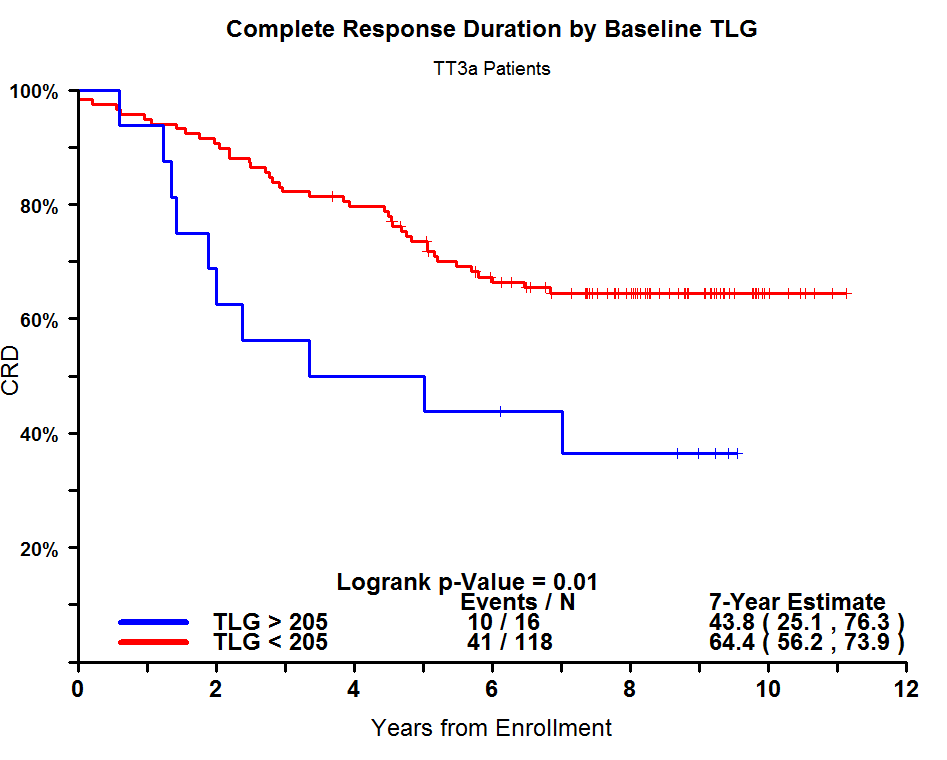 Complete Response Duration by Baseline TLG
TT3a Patients
100%
80%
60%
40%
20%
CRD
Logrank p-Value = 0.01
Events / N 7-Year Estimate
TLG > 205 10 / 16 43.8 ( 25.1 , 76.3 )
TLG < 205 41 / 118 64.4 ( 56.2 , 73.9 )
0 2 4 6 8 10 12
Years from Enrollment